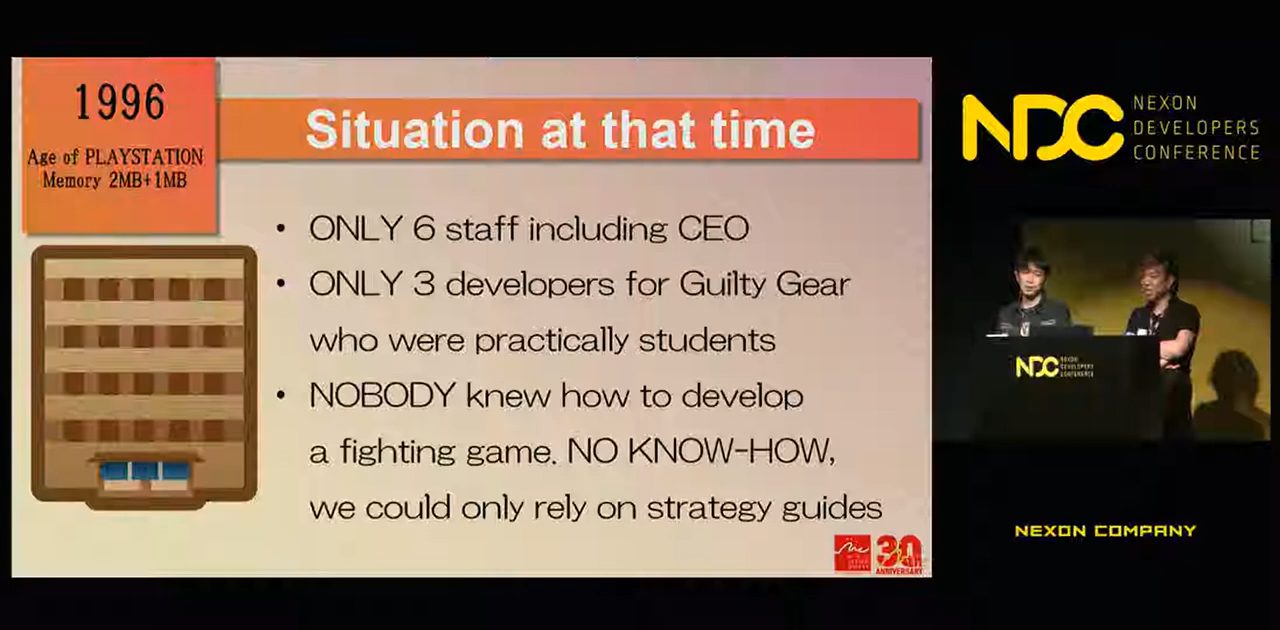 1996
Age of PLAYSTATION
Memory 2MB+1MB
Situation at that time
• ONLY 6 staff including CEO
• ONLY 3 developers for Guilty Gear
who were practically students
• NOBODY knew how to develop
a fighting game. NO KNOW-HOW,
we could only rely on strategy guides
30th
ANNIVERSARY
NDC
NEXON
DEVELOPERS
CONFERENCE
NDC
NEXON
DEVELOPERS
CONFERENCE
NEXON COMPANY